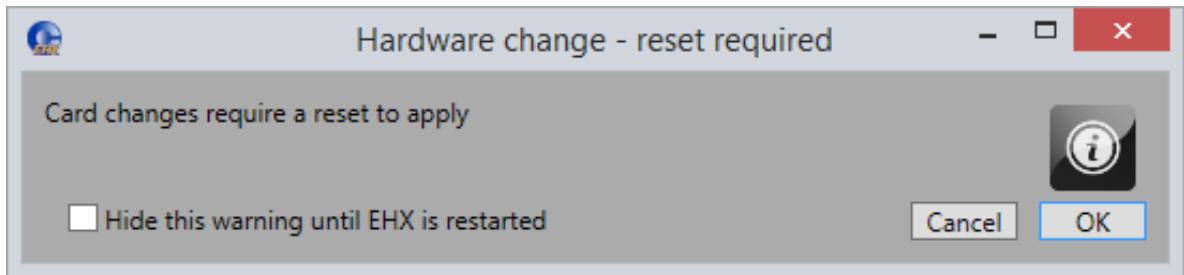 Hardware change - reset required
Card changes require a reset to apply
Hide this warning until EHX is restarted
Cancel
OK